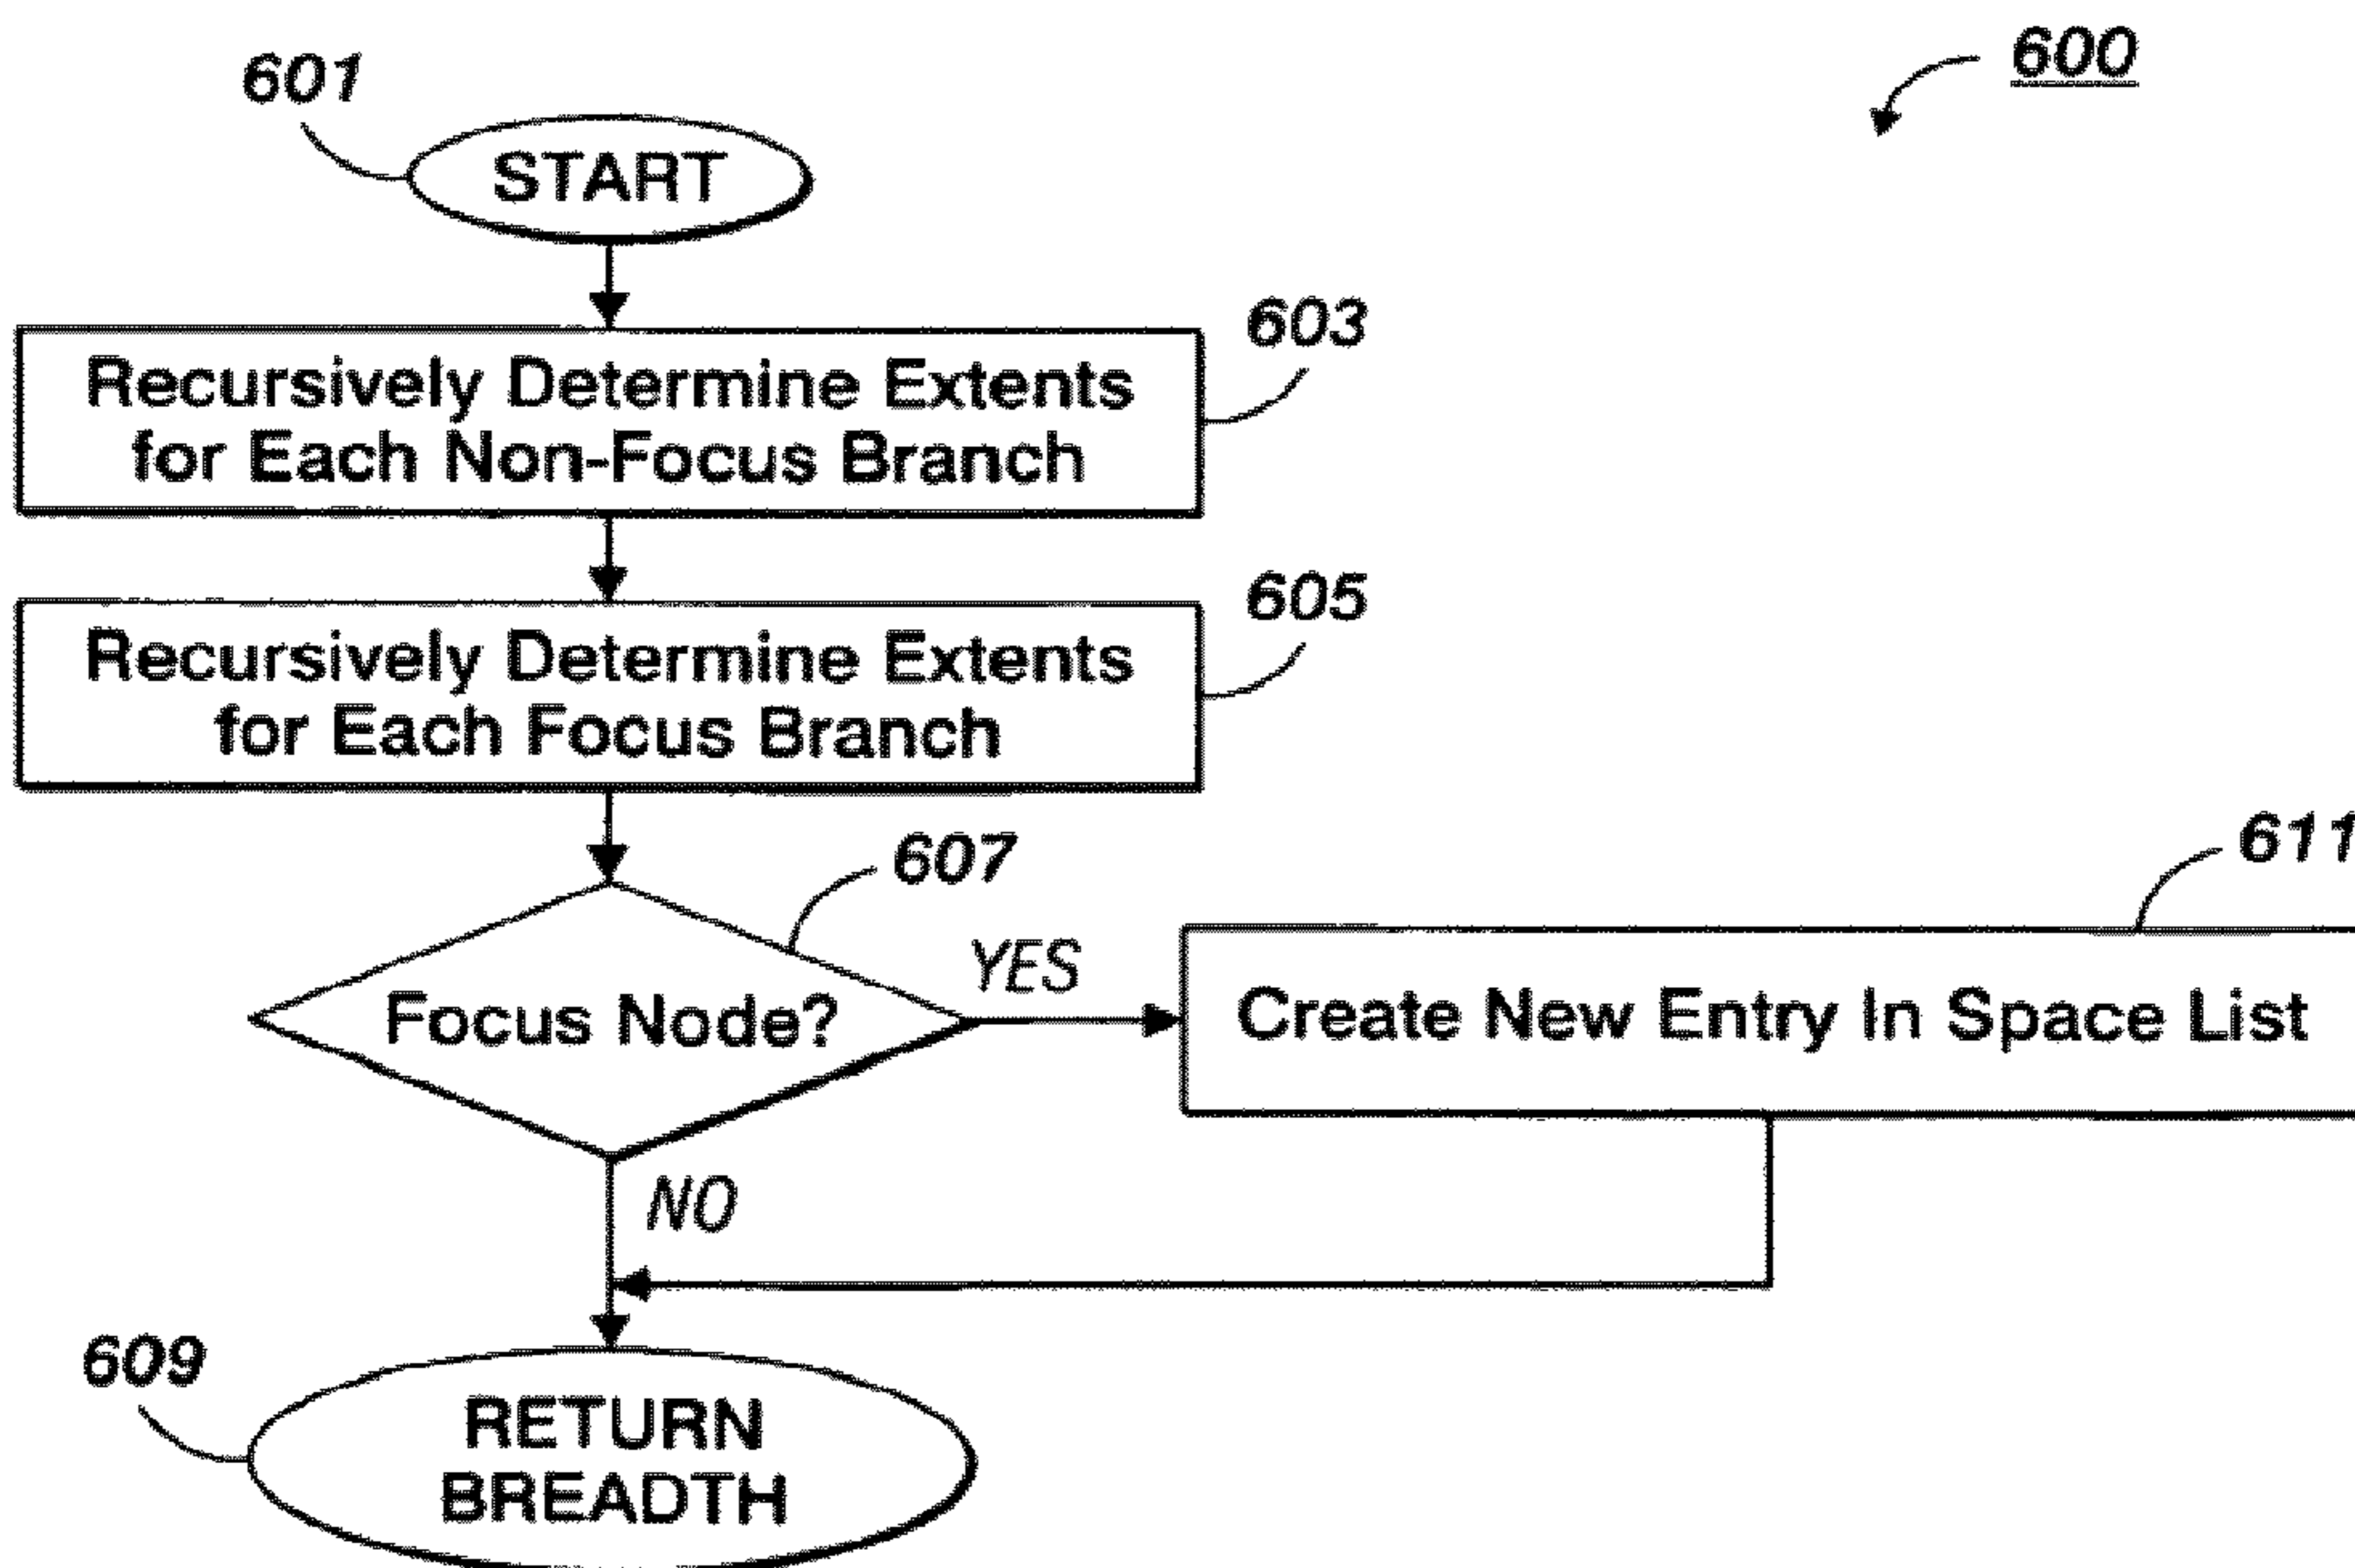 600
601
START
603
Recursively Determine Extents
for Each Non-Focus Branch
605
Recursively Determine Extents
for Each Focus Branch
607
Focus Node?
YES
611
Create New Entry In Space List
NO
609
RETURN
BREADTH